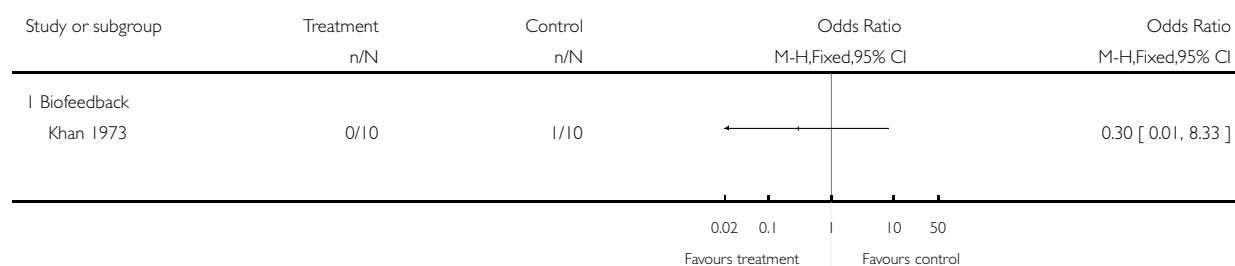 Study or subgroup Treatment Control Odds Ratio Odds Ratio
n/N n/N M-H,Fixed,95% CI M-H,Fixed,95% CI
1 Biofeedback
Khan 1973 0/10 1/10 0.30 [ 0.01, 8.33 ]
0.02 0.1 1 10 50
Favours treatment Favours control